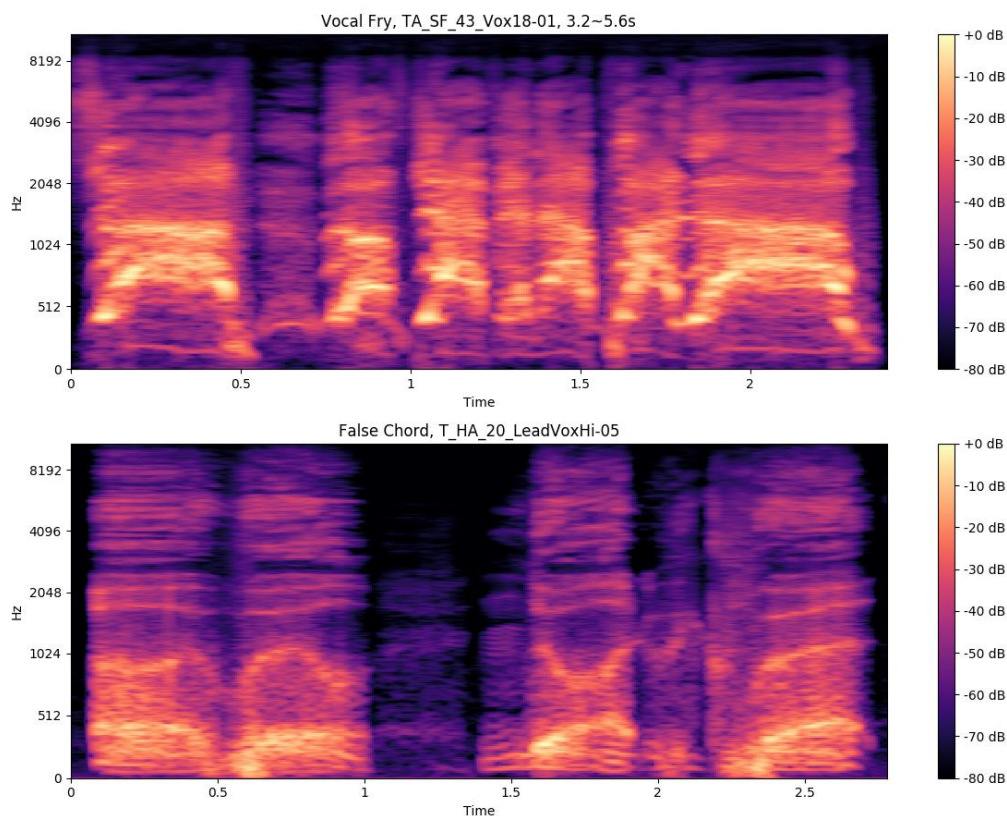 Vocal Fry, TA_SF_43_Vox18-01, 3.2~5.6s
8192
4096
2048
1024
512
0
Hz
0
0.5
1
1.5
2
Time
+0 dB
-10 dB
-20 dB
-30 dB
-40 dB
-50 dB
-60 dB
-70 dB
-80 dB
False Chord, T_HA_20_LeadVoxHi-05
8192
4096
2048
1024
512
0
Hz
0
0.5
1
1.5
2
2.5
Time
+0 dB
-10 dB
-20 dB
-30 dB
-40 dB
-50 dB
-60 dB
-70 dB
-80 dB